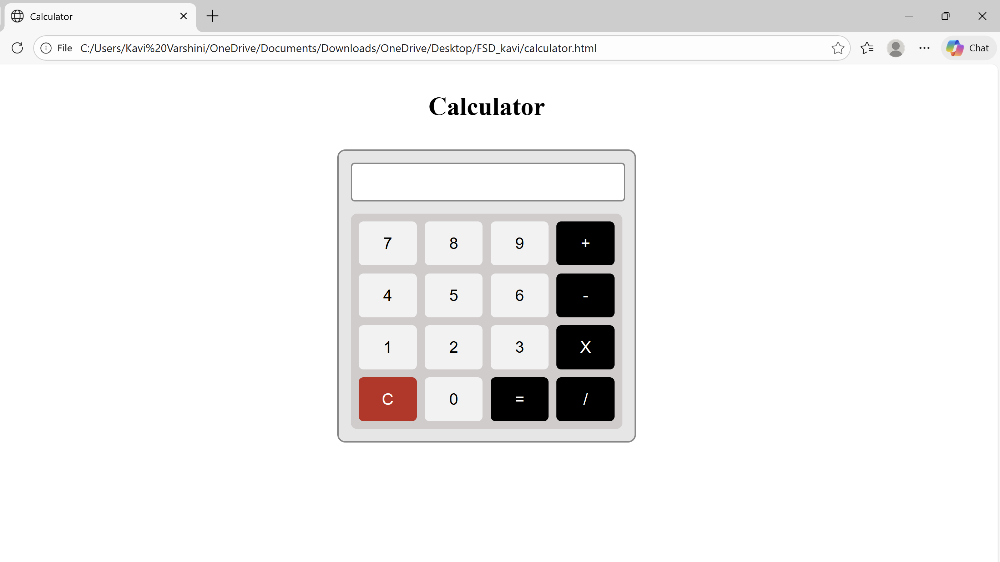 Calculator
File C:/Users/Kavi%20Varshini/OneDrive/Documents/Downloads/OneDrive/Desktop/FSD_kavi/calculator.html
Chat
Calculator
7 8 9 +
4 5 6 -
1 2 3 X
C 0 = /